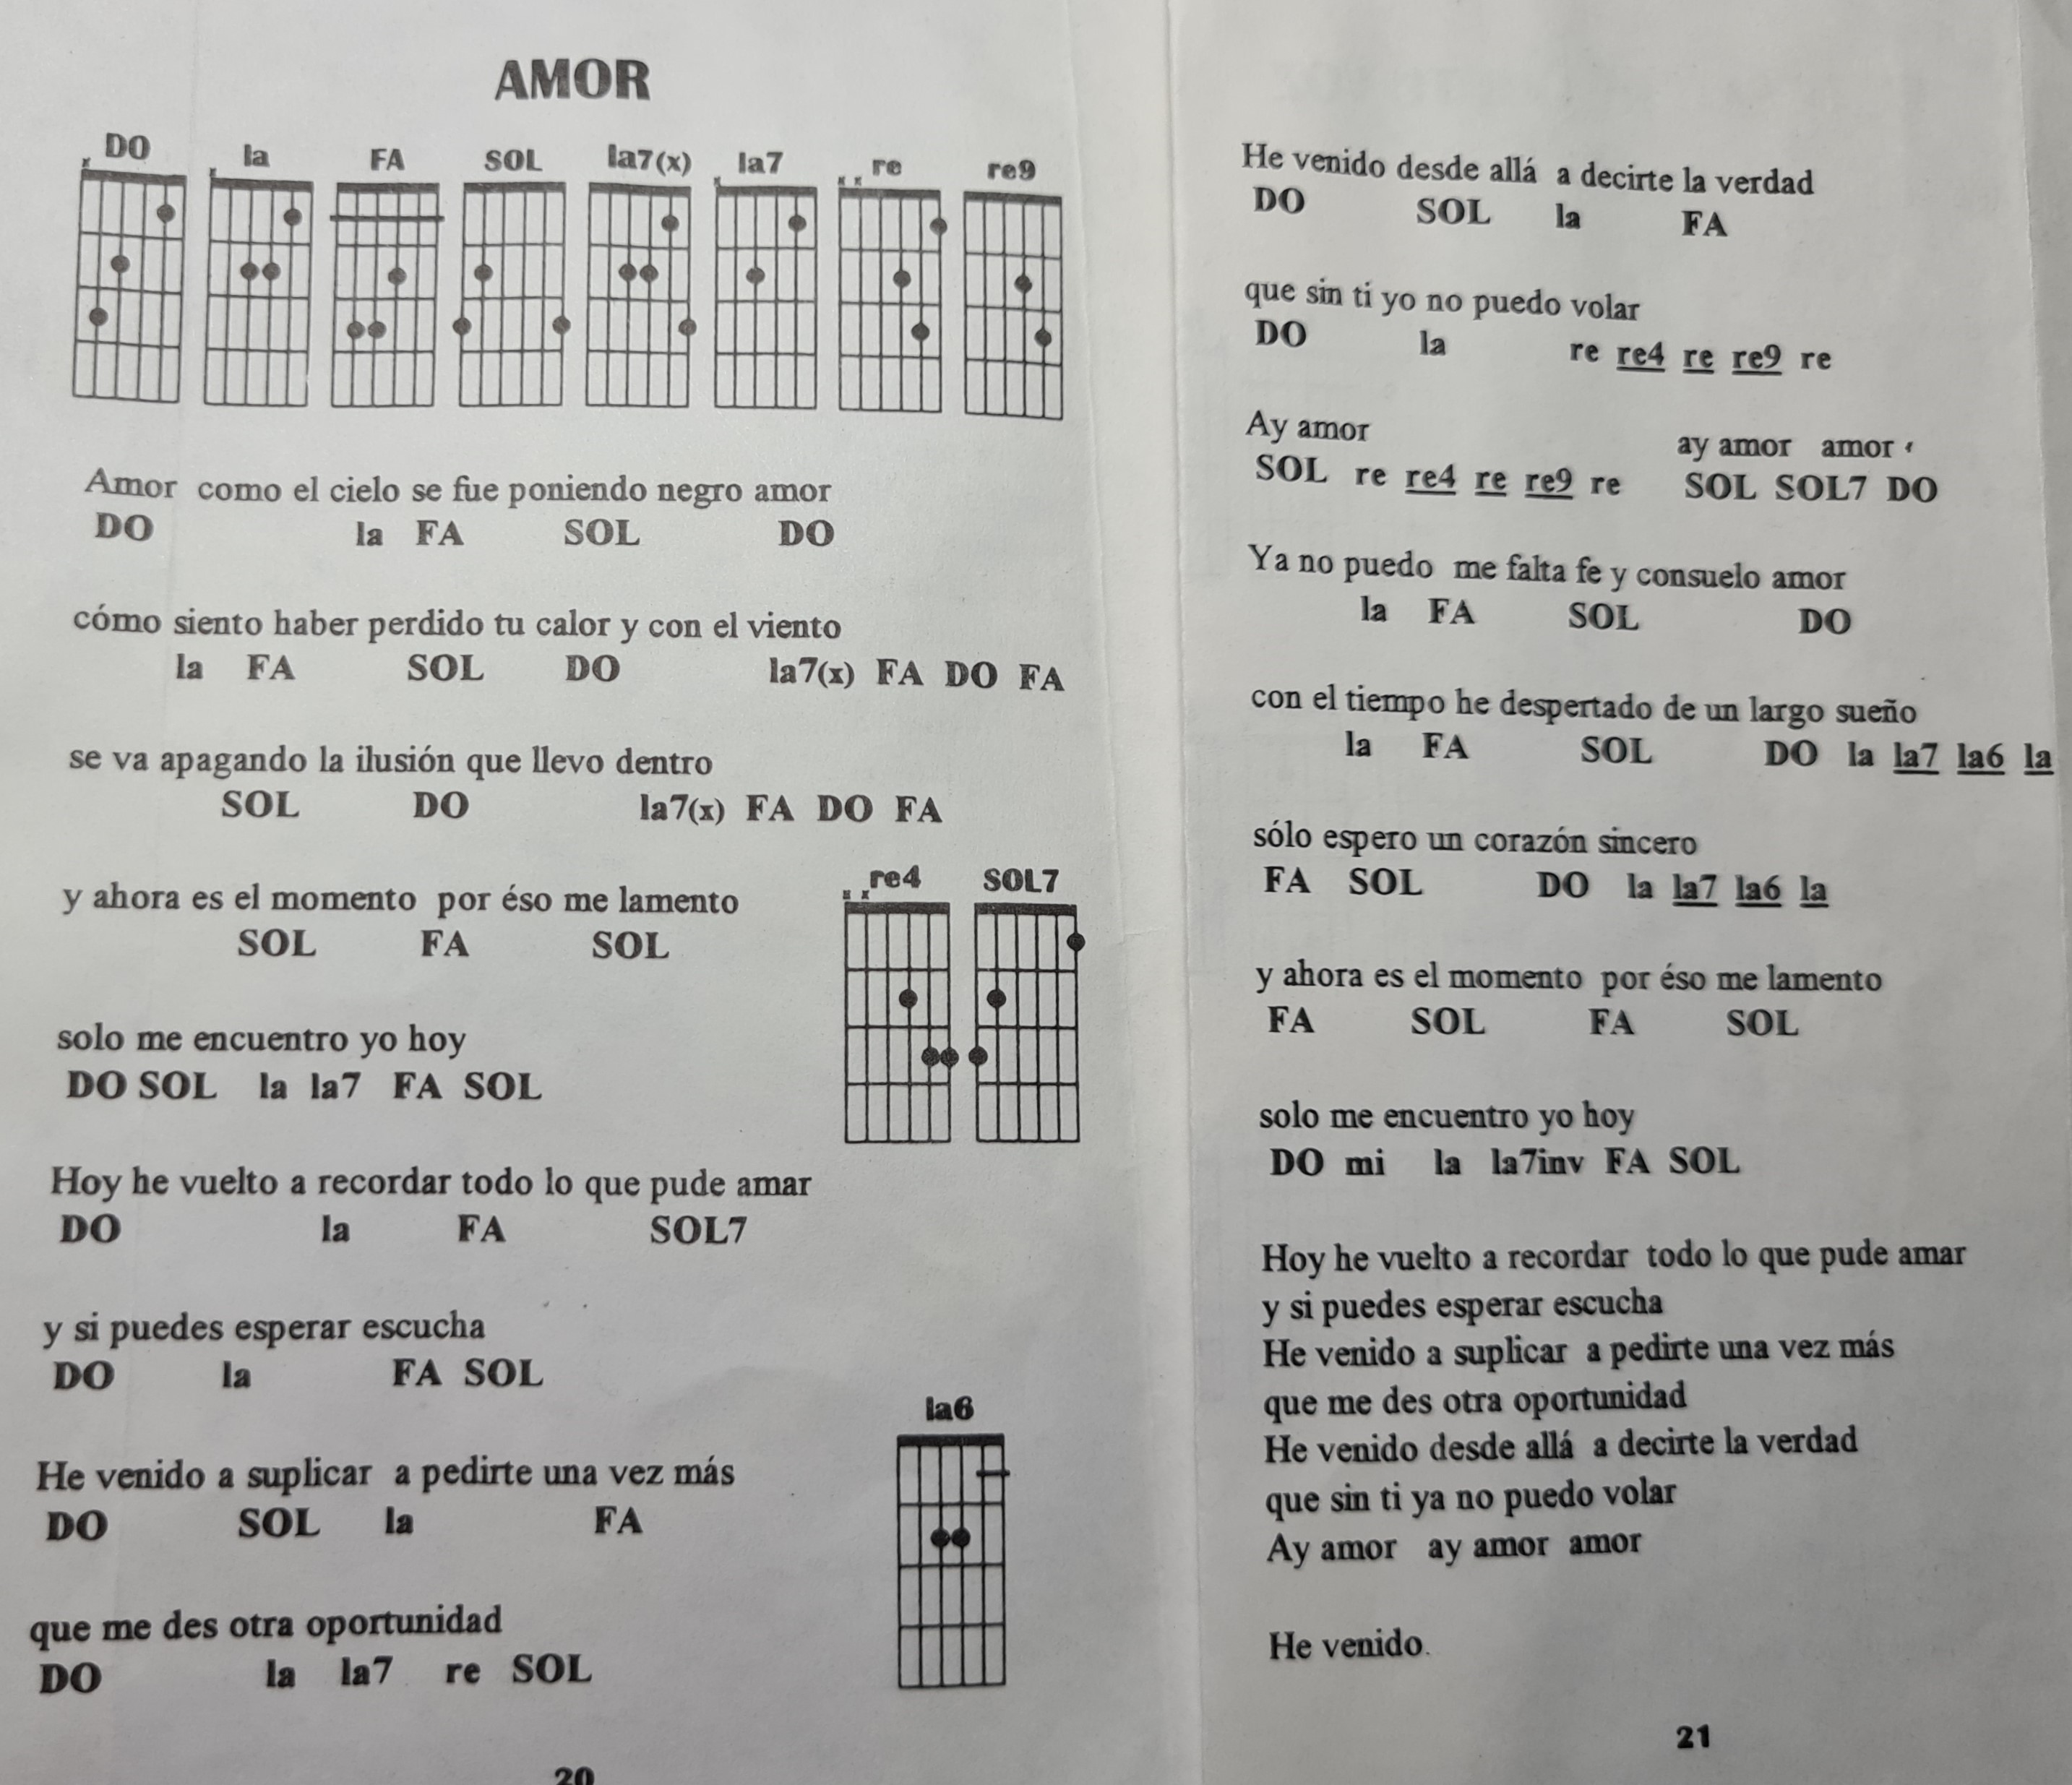 AMOR
DO la FA SOL la7(x) la7 re re9
x x x x x
Amor como el cielo se fue poniendo negro amor
DO la FA SOL DO
cómo siento haber perdido tu calor y con el viento
la FA SOL DO la7(x) FA DO FA
se va apagando la ilusión que llevo dentro
SOL DO la7(x) FA DO FA
y ahora es el momento por éso me lamento
SOL FA SOL
re4 SOL7
x x
solo me encuentro yo hoy
DO SOL la la7 FA SOL
Hoy he vuelto a recordar todo lo que pude amar
DO la FA SOL7
y si puedes esperar escucha
DO la FA SOL
la6
He venido a suplicar a pedirte una vez más
DO SOL la FA
que me des otra oportunidad
DO la la7 re SOL
20
He venido desde allá a decirte la verdad
DO SOL la FA
que sin ti yo no puedo volar
DO la re re4 re re9 re
Ay amor ay amor amor
SOL re re4 re re9 re SOL SOL7 DO
Ya no puedo me falta fe y consuelo amor
la FA SOL DO
con el tiempo he despertado de un largo sueño
la FA SOL DO la la7 la6 la
sólo espero un corazón sincero
FA SOL DO la la7 la6 la
y ahora es el momento por éso me lamento
FA SOL FA SOL
solo me encuentro yo hoy
DO mi la la7inv FA SOL
Hoy he vuelto a recordar todo lo que pude amar
y si puedes esperar escucha
He venido a suplicar a pedirte una vez más
que me des otra oportunidad
He venido desde allá a decirte la verdad
que sin ti ya no puedo volar
Ay amor ay amor amor
He venido.
21